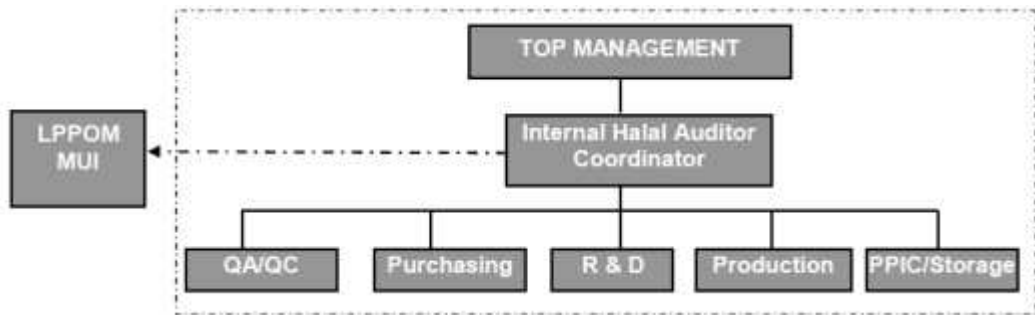 TOP MANAGEMENT
LPPOM
MUI
Internal Halal Auditor
Coordinator
QA/QC
Purchasing
R & D
Production
PPIC/Storage